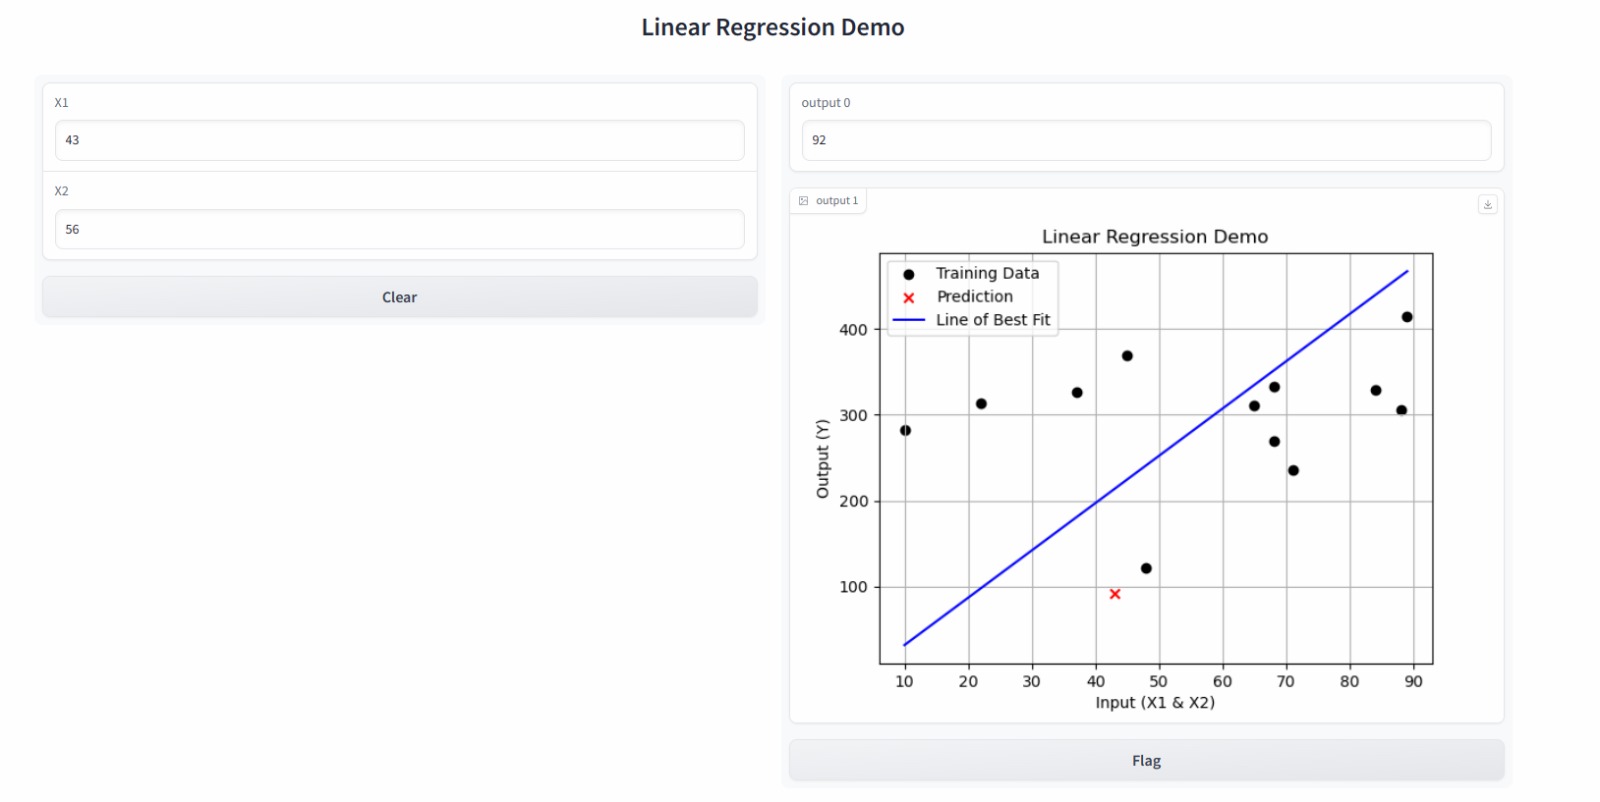 Linear Regression Demo
X1
43
X2
56
Clear
output 0
92
output 1
Linear Regression Demo
Training Data
Prediction
Line of Best Fit
Output (Y)
400
300
200
100
10 20 30 40 50 60 70 80 90
Input (X1 & X2)
Flag